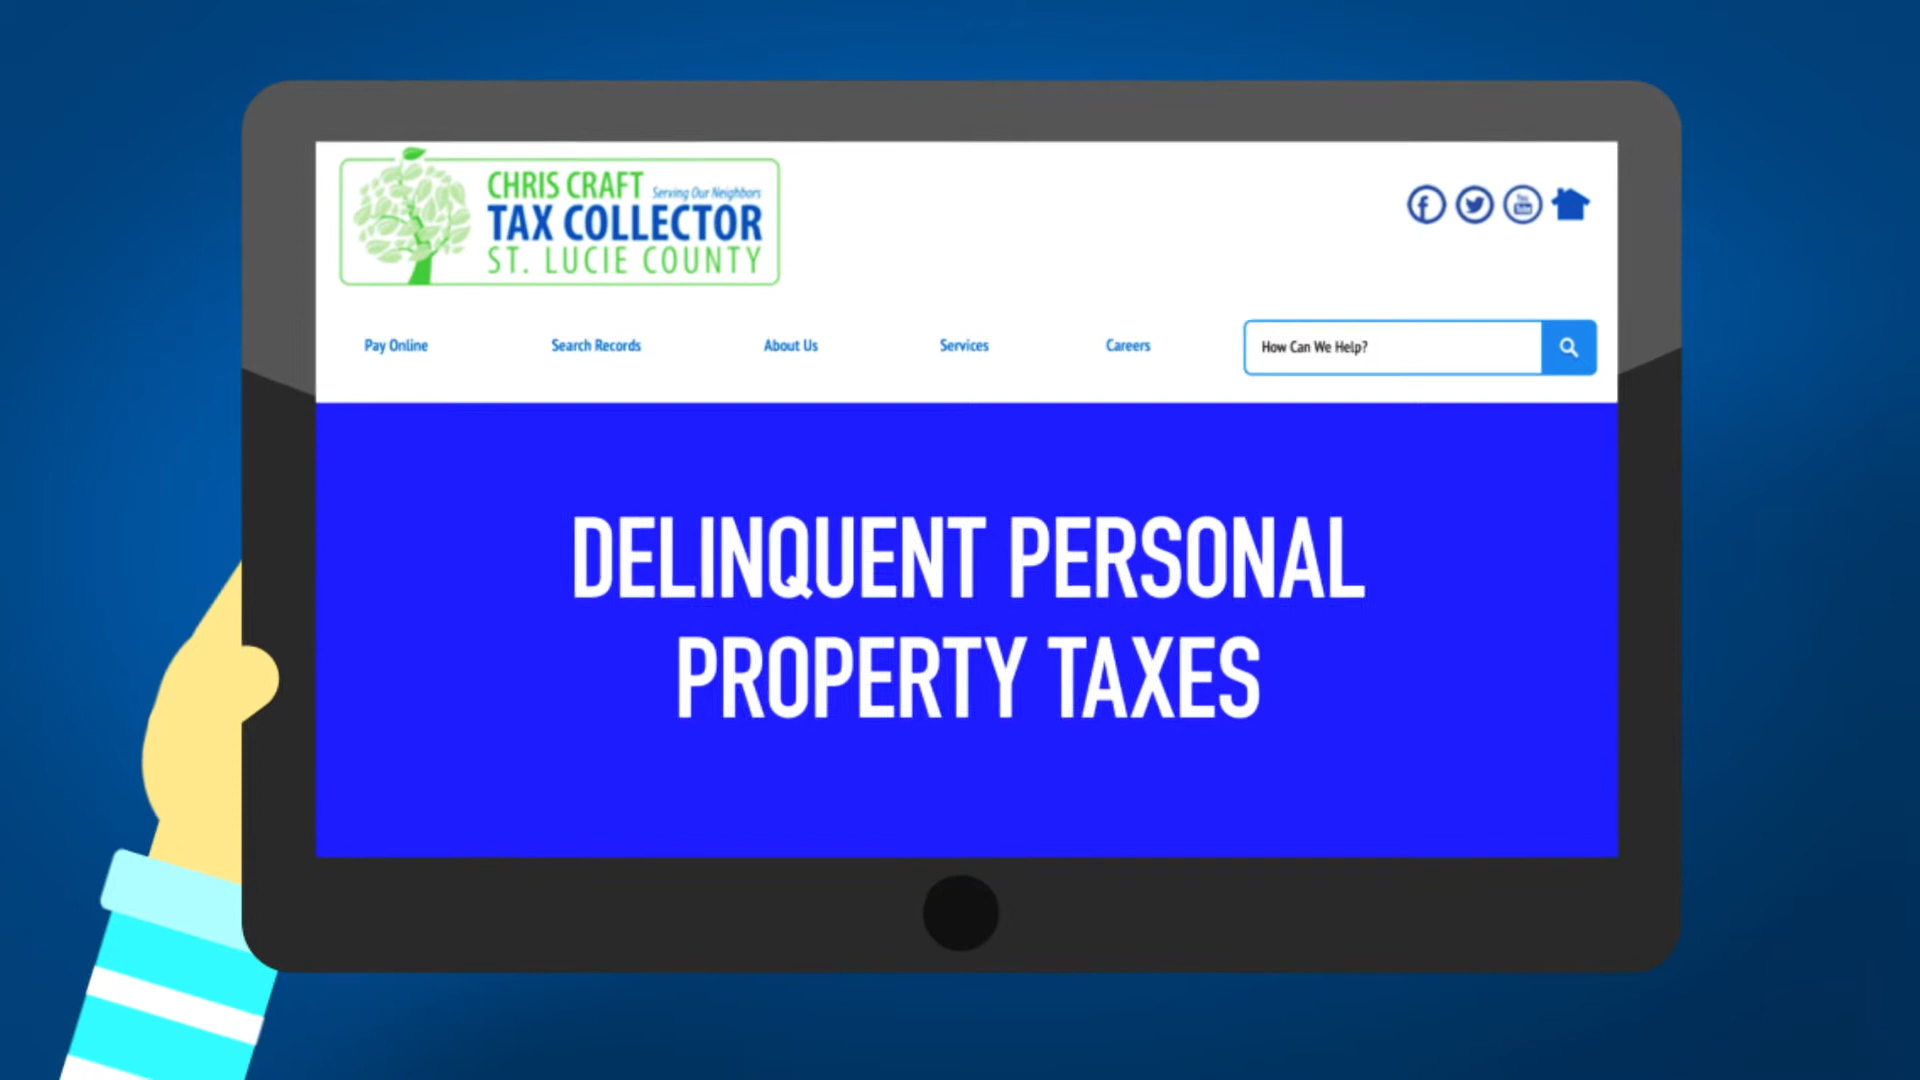 CHRIS CRAFT Serving Our Neighbors
TAX COLLECTOR
ST. LUCIE COUNTY
Pay Online Search Records About Us Services Careers How Can We Help?
DELINQUENT PERSONAL
PROPERTY TAXES